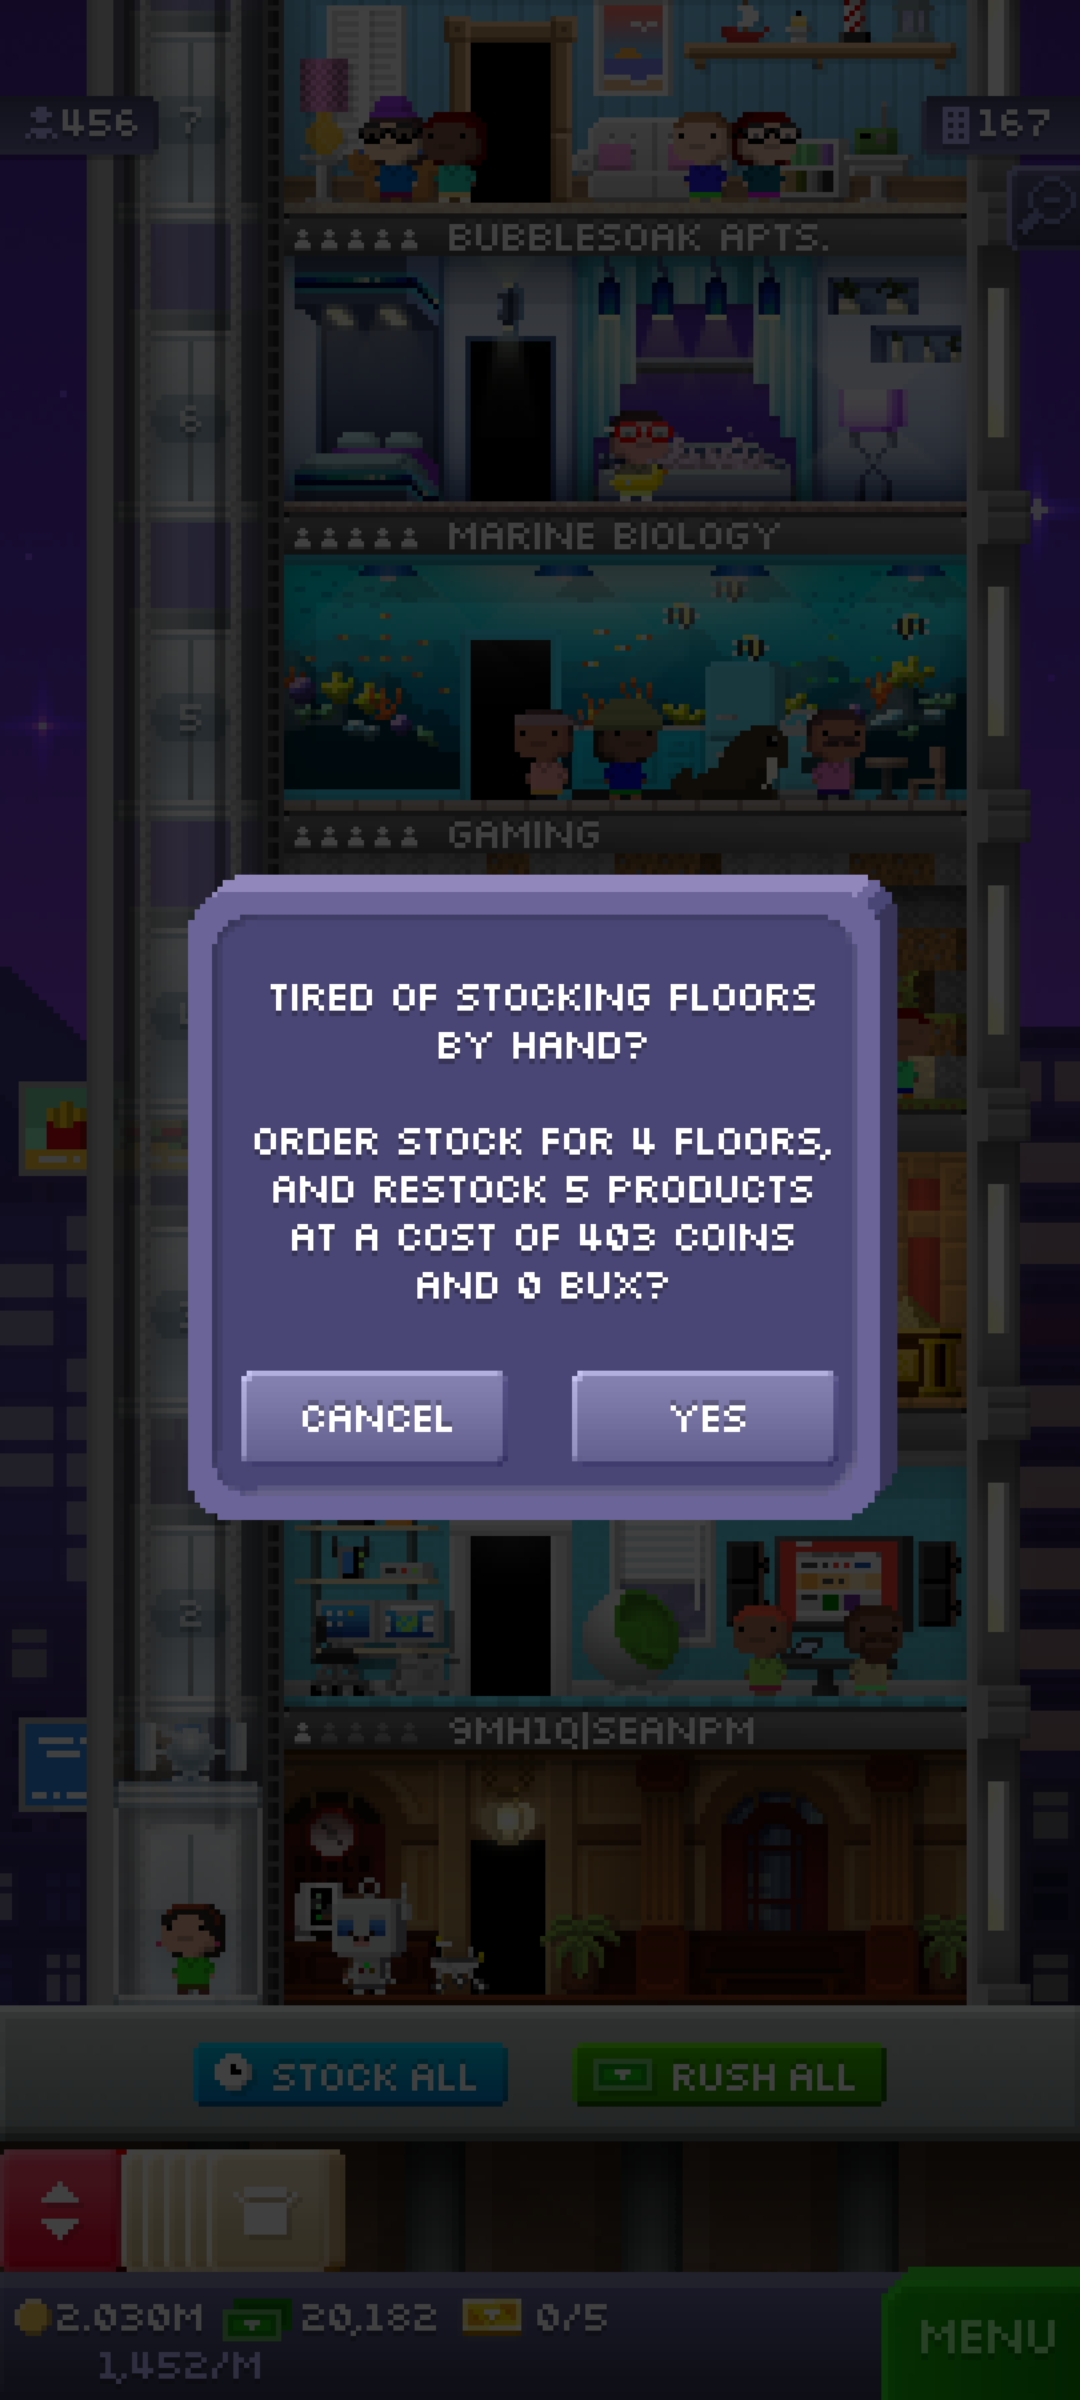 456
7
167
BUBBLESOAK APTS.
6
MARINE BIOLOGY
5
GAMING
TIRED OF STOCKING FLOORS
BY HAND?
ORDER STOCK FOR 4 FLOORS,
AND RESTOCK 5 PRODUCTS
AT A COST OF 403 COINS
AND 0 BUX?
CANCEL
YES
2
9MH1Q|SEANPM
STOCK ALL
RUSH ALL
2.030M
20,182
0/5
1,452/M
MENU